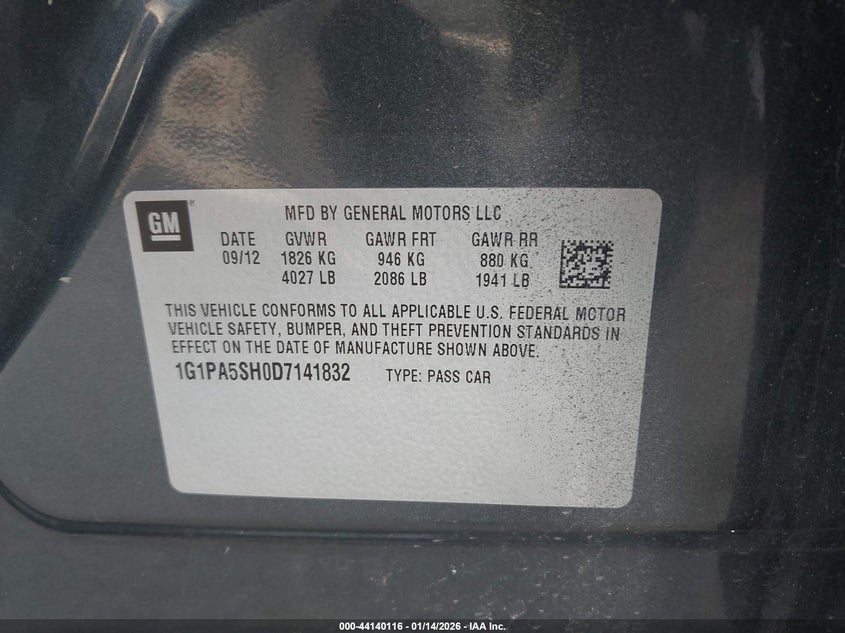 GM
MFD BY GENERAL MOTORS LLC
DATE GVWR GAWR FRT GAWR RR
09/12 1826 KG 946 KG 880 KG
4027 LB 2086 LB 1941 LB
THIS VEHICLE CONFORMS TO ALL APPLICABLE U.S. FEDERAL MOTOR
VEHICLE SAFETY, BUMPER, AND THEFT PREVENTION STANDARDS IN
EFFECT ON THE DATE OF MANUFACTURE SHOWN ABOVE.
1G1PA5SH0D7141832 TYPE: PASS CAR
000-44140116 - 01/14/2026 - IAA Inc.